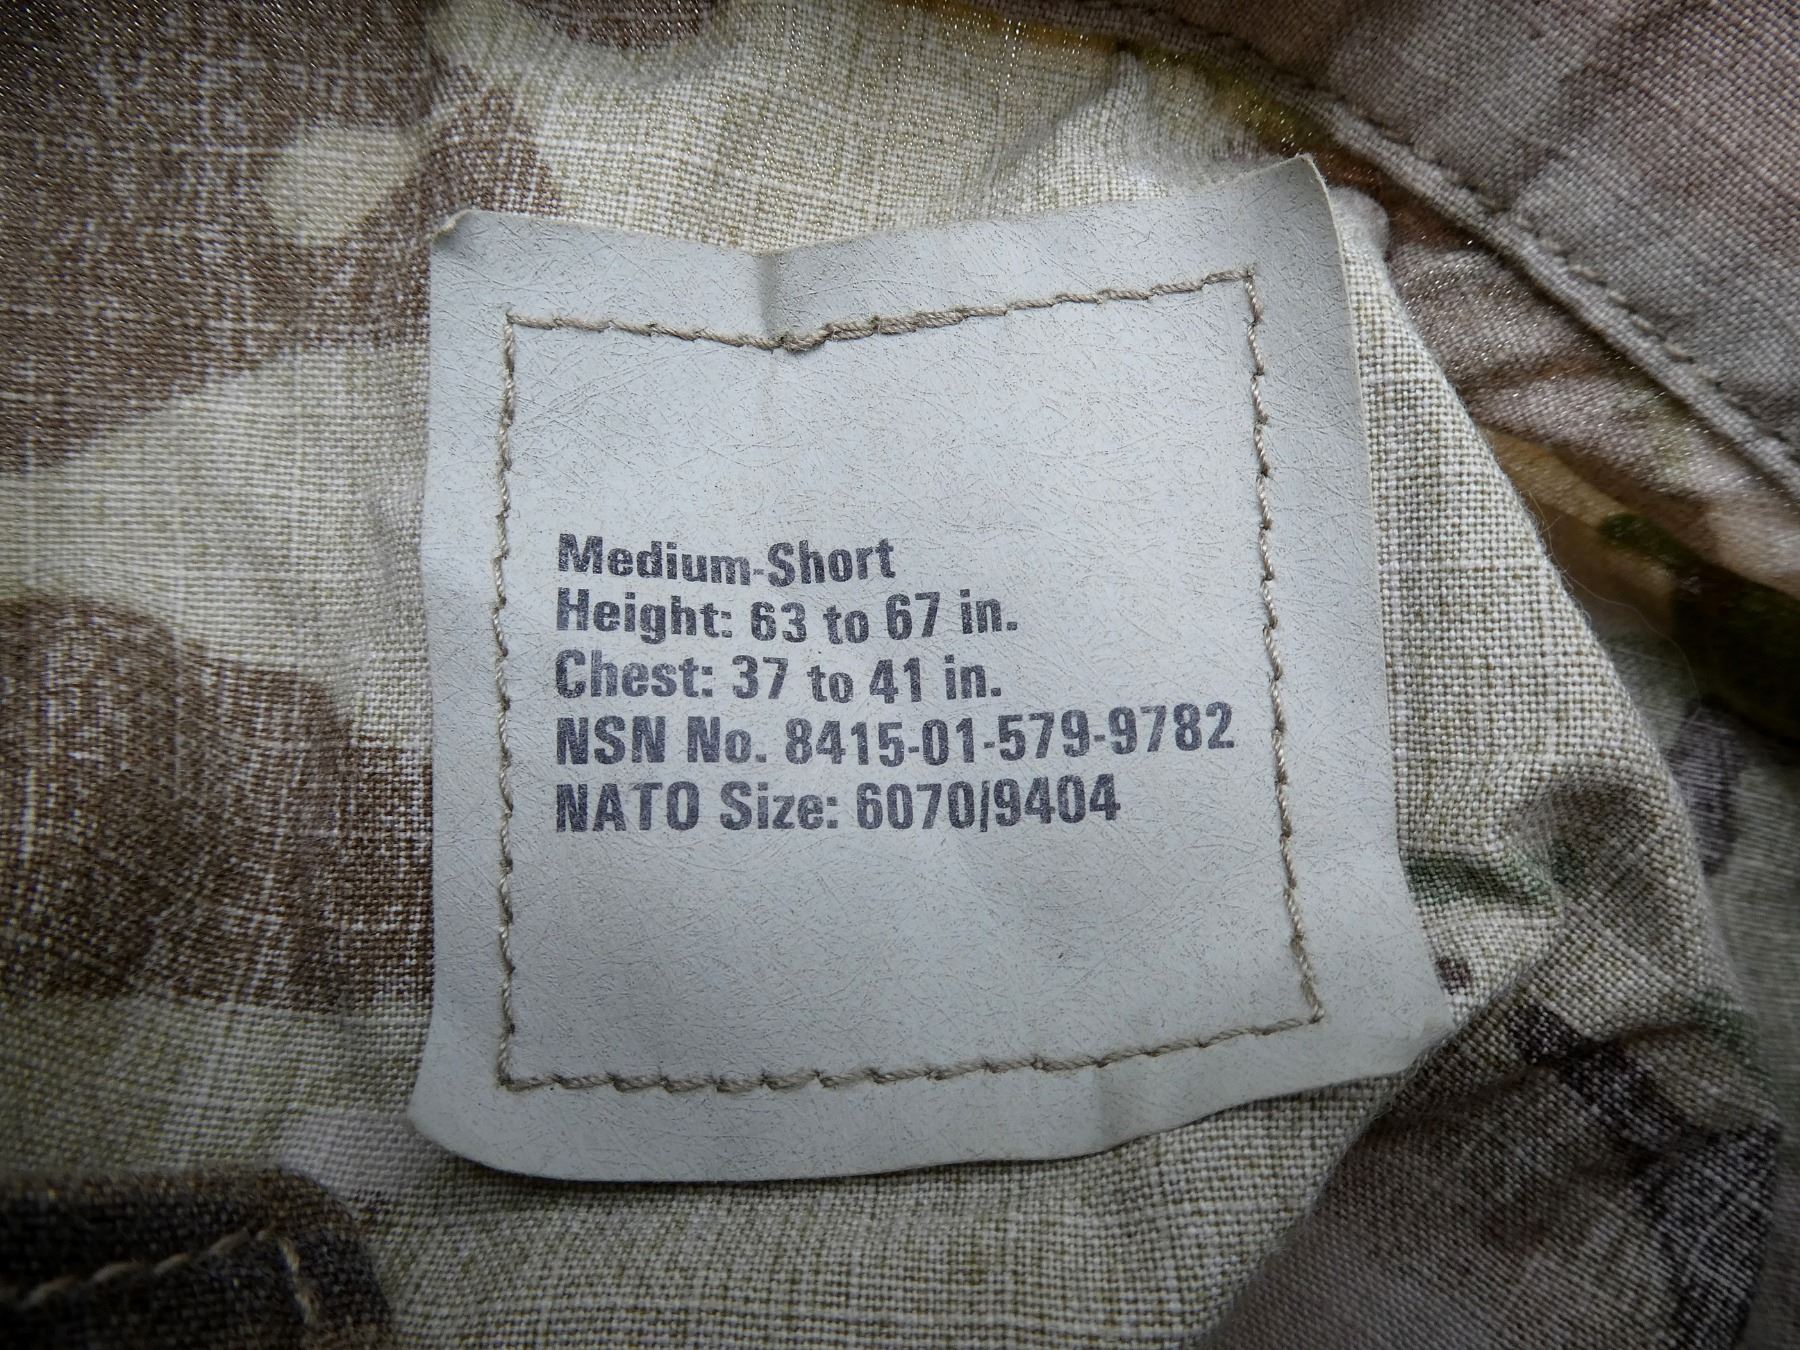 Medium-Short
Height: 63 to 67 in.
Chest: 37 to 41 in.
NSN No. 8415-01-579-9782
NATO Size: 6070/9404